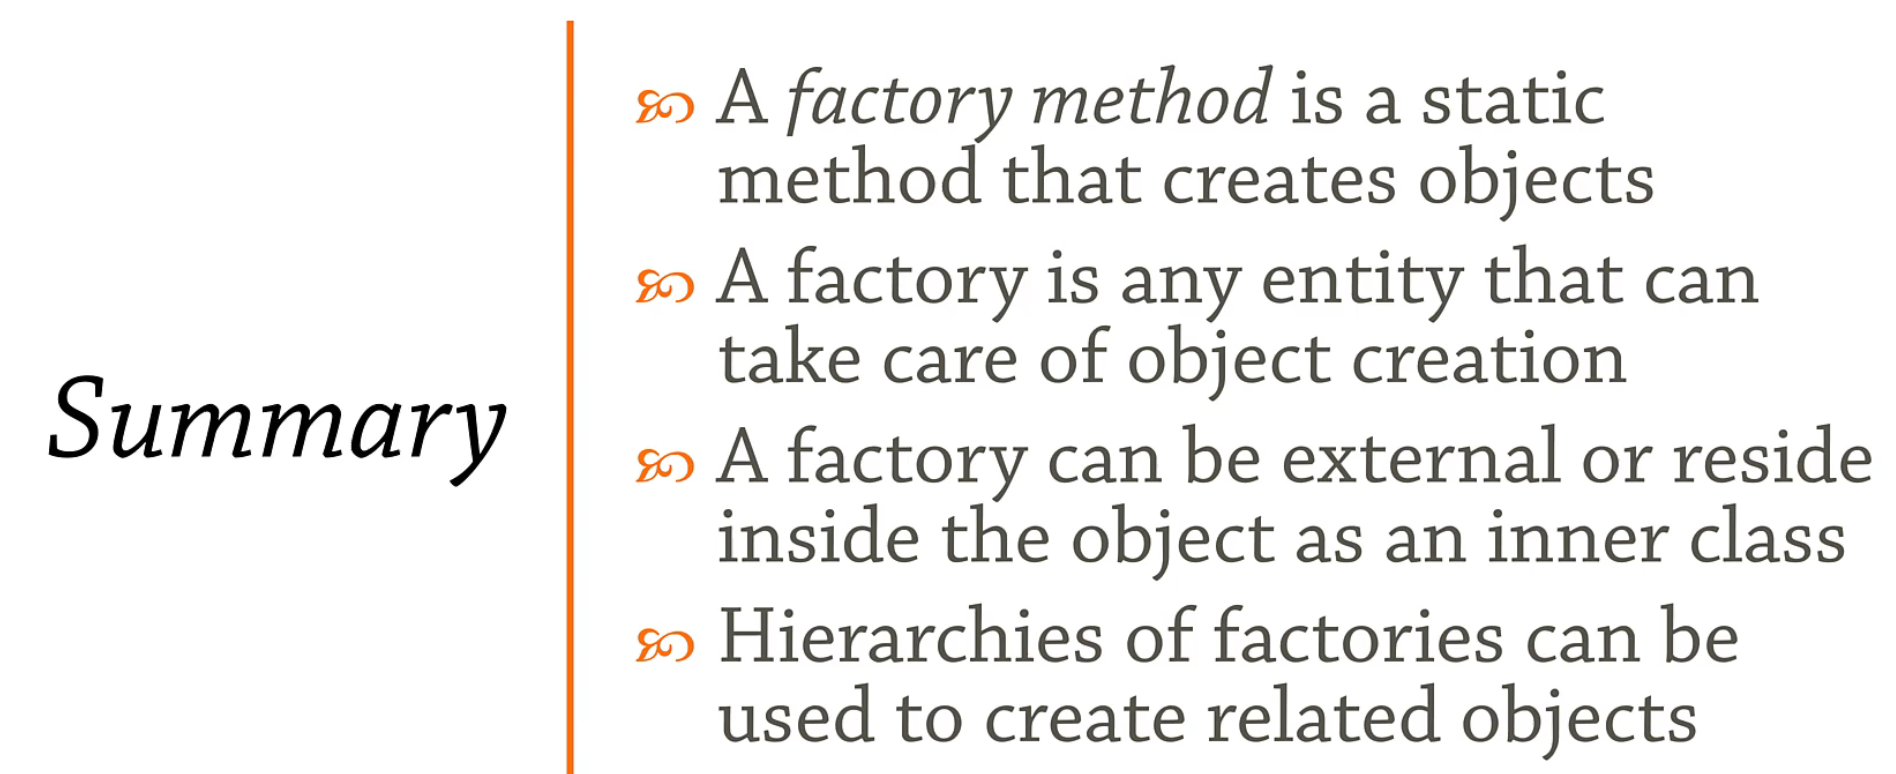 Summary
A factory method is a static
method that creates objects
A factory is any entity that can
take care of object creation
A factory can be external or reside
inside the object as an inner class
Hierarchies of factories can be
used to create related objects